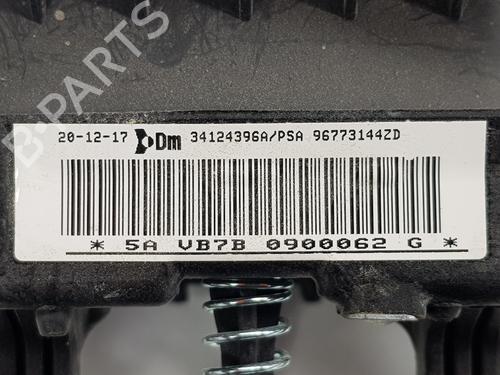 B-PARTS
20-12-17 Dm 34124396A/PSA 96773144ZD
* 5A VB7B 0900062 G *